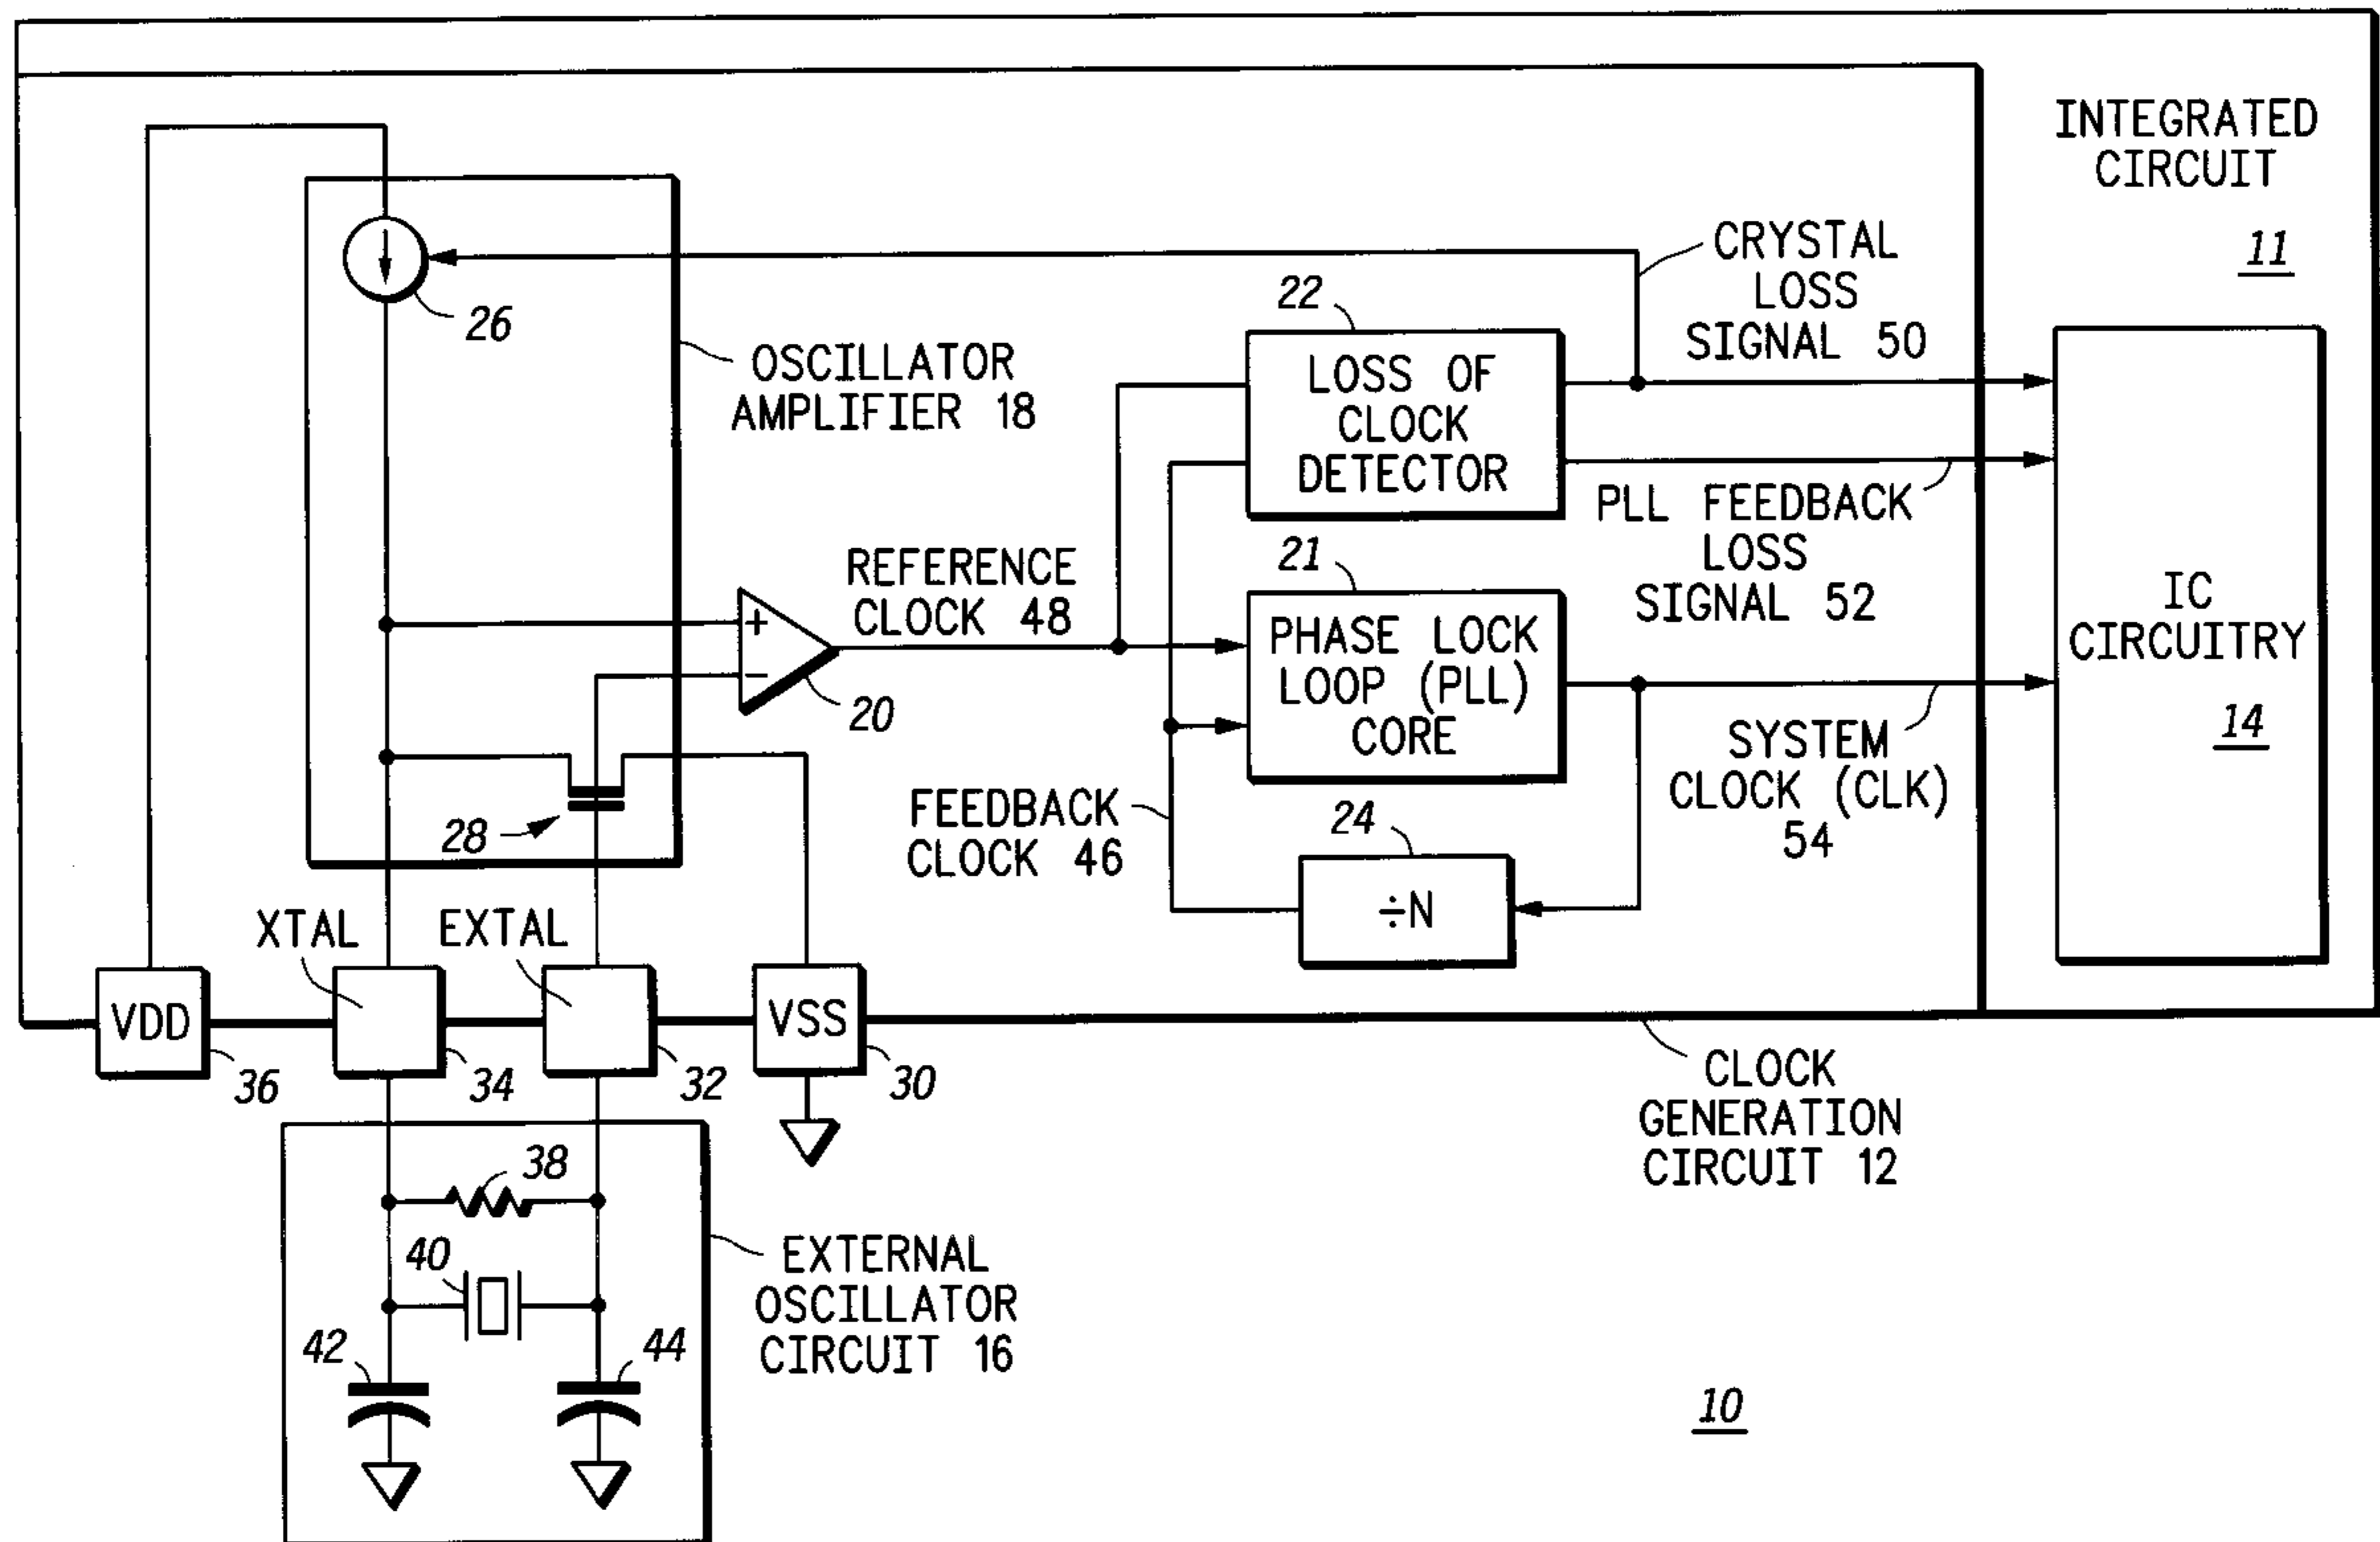 INTEGRATED
CIRCUIT
11
CRYSTAL
LOSS
SIGNAL 50
22
26
LOSS OF
CLOCK
DETECTOR
OSCILLATOR
AMPLIFIER 18
PLL FEEDBACK
LOSS
SIGNAL 52
21
REFERENCE
CLOCK 48
+
−
20
PHASE LOCK
LOOP (PLL)
CORE
IC
CIRCUITRY
14
SYSTEM
CLOCK (CLK)
54
28
FEEDBACK
CLOCK 46
24
÷N
XTAL
EXTAL
VDD
VSS
36
34
32
30
CLOCK
GENERATION
CIRCUIT 12
38
40
EXTERNAL
OSCILLATOR
CIRCUIT 16
42
44
10